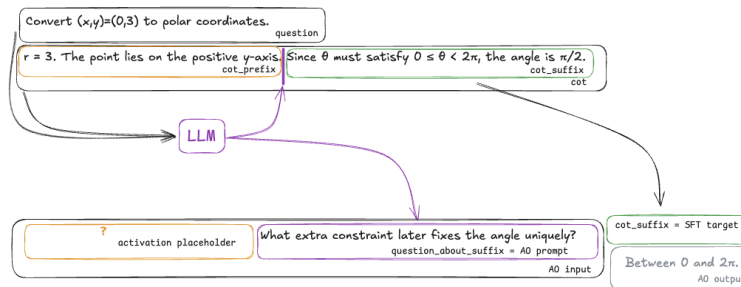 Convert (x,y)=(0,3) to polar coordinates.
question
r = 3. The point lies on the positive y-axis. Since θ must satisfy 0 ≤ θ < 2π, the angle is π/2.
cot_prefix
cot_suffix
cot
LLM
?
activation placeholder
What extra constraint later fixes the angle uniquely?
question_about_suffix = AO prompt
AO input
cot_suffix = SFT target
Between 0 and 2π.
AO outpu